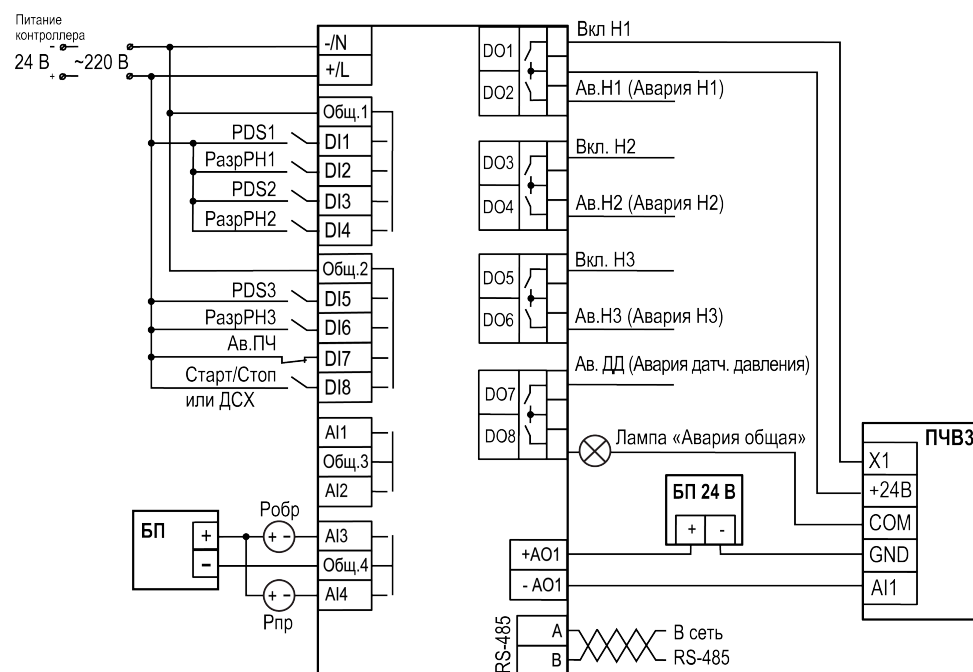 Питание
контроллера
- 
24 В ~220 В
+
-/N
+/L
Общ.1
PDS1 DI1
РазрРН1 DI2
PDS2 DI3
РазрРН2 DI4
Общ.2
PDS3 DI5
РазрРН3 DI6
Ав.ПЧ DI7
Старт/Стоп DI8
или ДСХ
AI1
Общ.3
AI2
БП
+
-
Pобр
+ -
AI3
Общ.4
AI4
+ -
Pпр
DO1
DO2
Вкл Н1
Ав.Н1 (Авария Н1)
DO3
DO4
Вкл. Н2
Ав.Н2 (Авария Н2)
DO5
DO6
Вкл. Н3
Ав.Н3 (Авария Н3)
DO7
DO8
Ав. ДД (Авария датч. давления)
Лампа «Авария общая»
БП 24 В
+ -
+AO1
- AO1
RS-485
A
B
В сеть
RS-485
ПЧВ3
X1
+24В
COM
GND
AI1